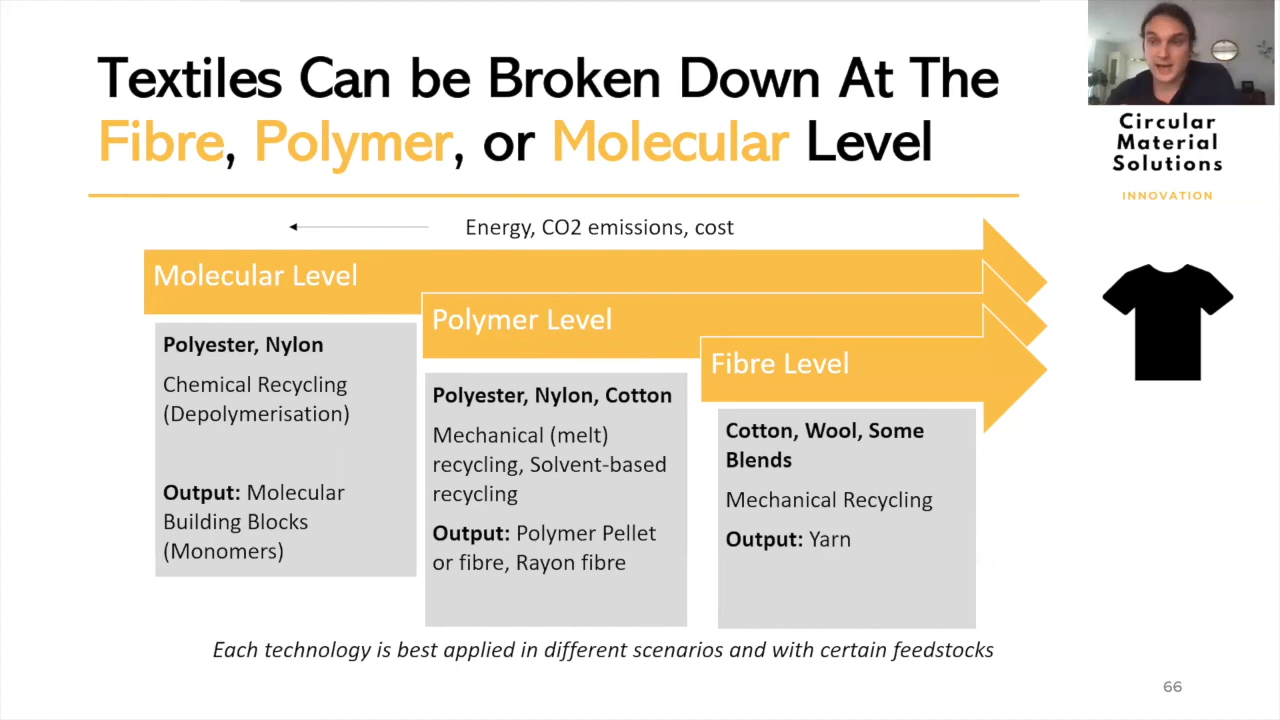 Textiles Can be Broken Down At The
Fibre, Polymer, or Molecular Level
Circular
Material
Solutions
INNOVATION
Energy, CO2 emissions, cost
Molecular Level
Polyester, Nylon
Chemical Recycling
(Depolymerisation)
Output: Molecular
Building Blocks
(Monomers)
Polymer Level
Polyester, Nylon, Cotton
Mechanical (melt)
recycling, Solvent-based
recycling
Output: Polymer Pellet
or fibre, Rayon fibre
Fibre Level
Cotton, Wool, Some
Blends
Mechanical Recycling
Output: Yarn
Each technology is best applied in different scenarios and with certain feedstocks
66